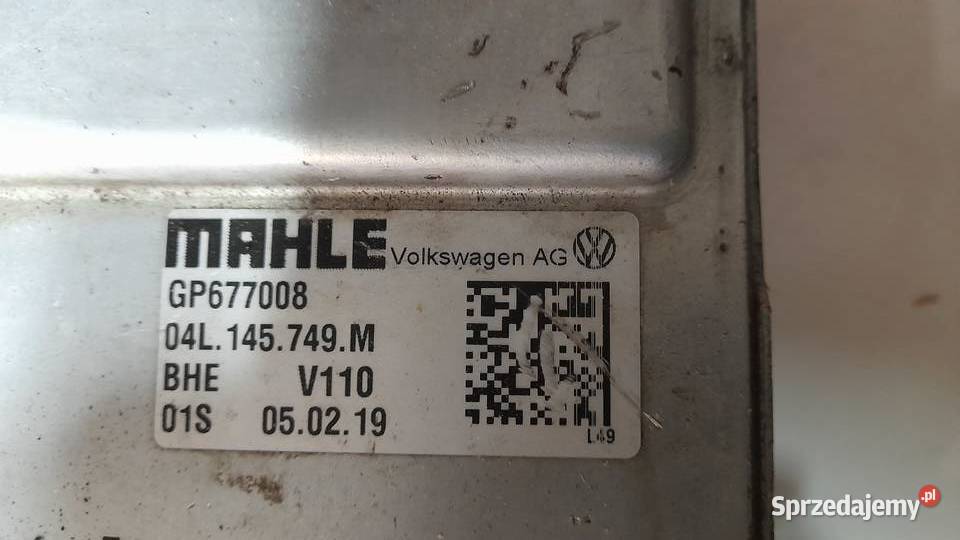 MAHLE Volkswagen AG
GP677008
04L.145.749.M
BHE V110
01S 05.02.19
L49
Sprzedajemy.pl